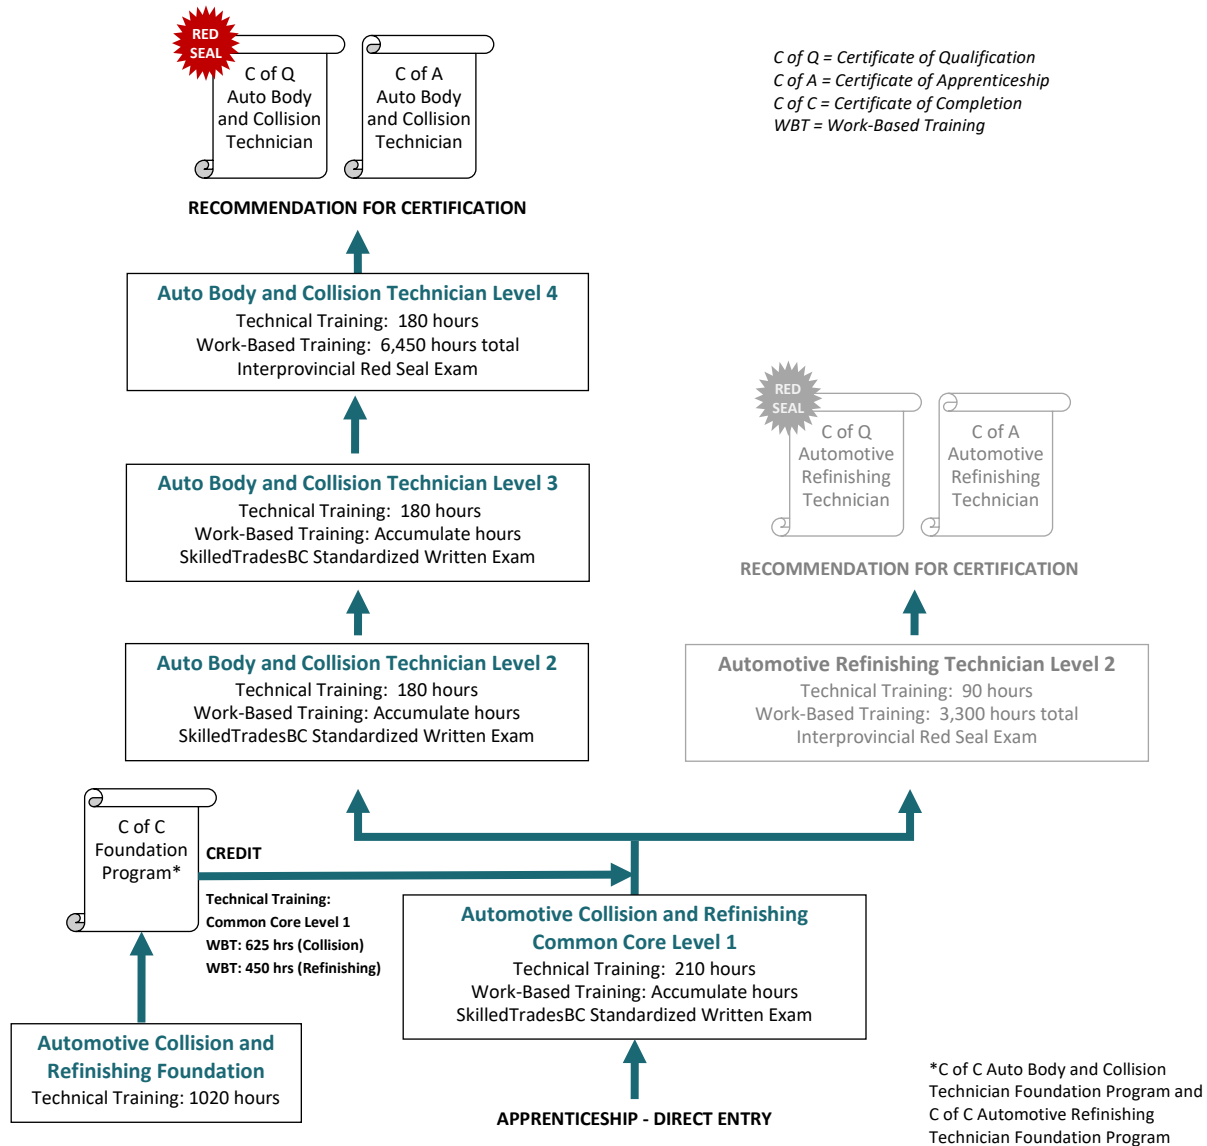 RED
SEAL
C of Q
Auto Body
and Collision
Technician
C of A
Auto Body
and Collision
Technician
C of Q = Certificate of Qualification
C of A = Certificate of Apprenticeship
C of C = Certificate of Completion
WBT = Work-Based Training
RECOMMENDATION FOR CERTIFICATION
Auto Body and Collision Technician Level 4
Technical Training:  180 hours
Work-Based Training:  6,450 hours total
Interprovincial Red Seal Exam
RED
SEAL
C of Q
Automotive
Refinishing
Technician
C of A
Automotive
Refinishing
Technician
RECOMMENDATION FOR CERTIFICATION
Auto Body and Collision Technician Level 3
Technical Training:  180 hours
Work-Based Training: Accumulate hours
SkilledTradesBC Standardized Written Exam
Auto Body and Collision Technician Level 2
Technical Training:  180 hours
Work-Based Training: Accumulate hours
SkilledTradesBC Standardized Written Exam
Automotive Refinishing Technician Level 2
Technical Training:  90 hours
Work-Based Training:  3,300 hours total
Interprovincial Red Seal Exam
C of C
Foundation
Program*
CREDIT
Technical Training:
Common Core Level 1
WBT: 625 hrs (Collision)
WBT: 450 hrs (Refinishing)
Automotive Collision and Refinishing
Common Core Level 1
Technical Training: 210 hours
Work-Based Training: Accumulate hours
SkilledTradesBC Standardized Written Exam
Automotive Collision and
Refinishing Foundation
Technical Training: 1020 hours
APPRENTICESHIP - DIRECT ENTRY
*C of C Auto Body and Collision
Technician Foundation Program and
C of C Automotive Refinishing
Technician Foundation Program